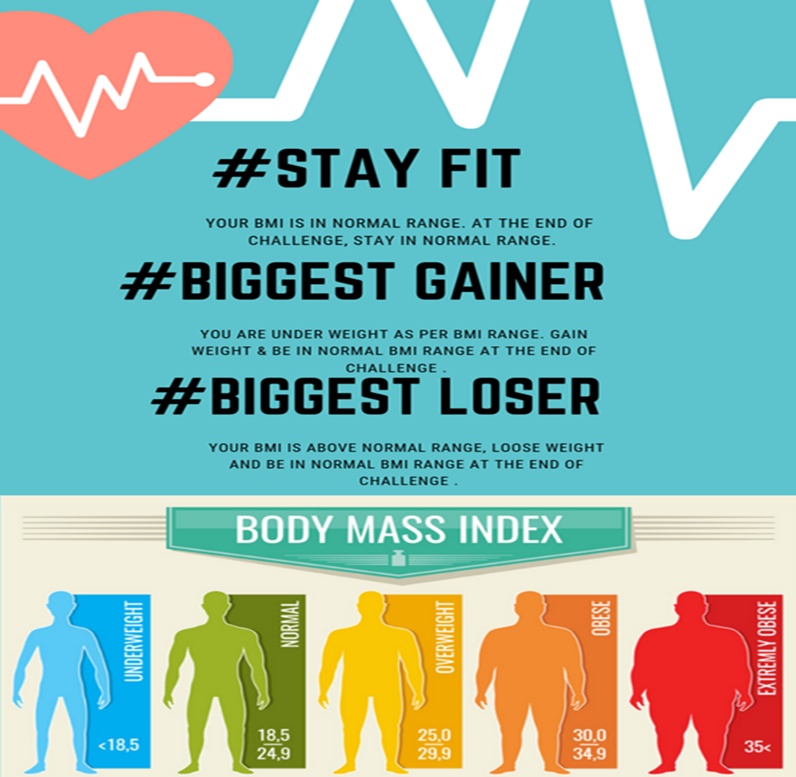 #STAY FIT
YOUR BMI IS IN NORMAL RANGE. AT THE END OF
CHALLENGE, STAY IN NORMAL RANGE.
#BIGGEST GAINER
YOU ARE UNDER WEIGHT AS PER BMI RANGE. GAIN
WEIGHT & BE IN NORMAL BMI RANGE AT THE END OF
CHALLENGE .
#BIGGEST LOSER
YOUR BMI IS ABOVE NORMAL RANGE, LOOSE WEIGHT
AND BE IN NORMAL BMI RANGE AT THE END OF
CHALLENGE .
BODY MASS INDEX
UNDERWEIGHT
<18,5
NORMAL
18,5
24,9
OVERWEIGHT
25,0
29,9
OBESE
30,0
34,9
EXTREMLY OBESE
35<